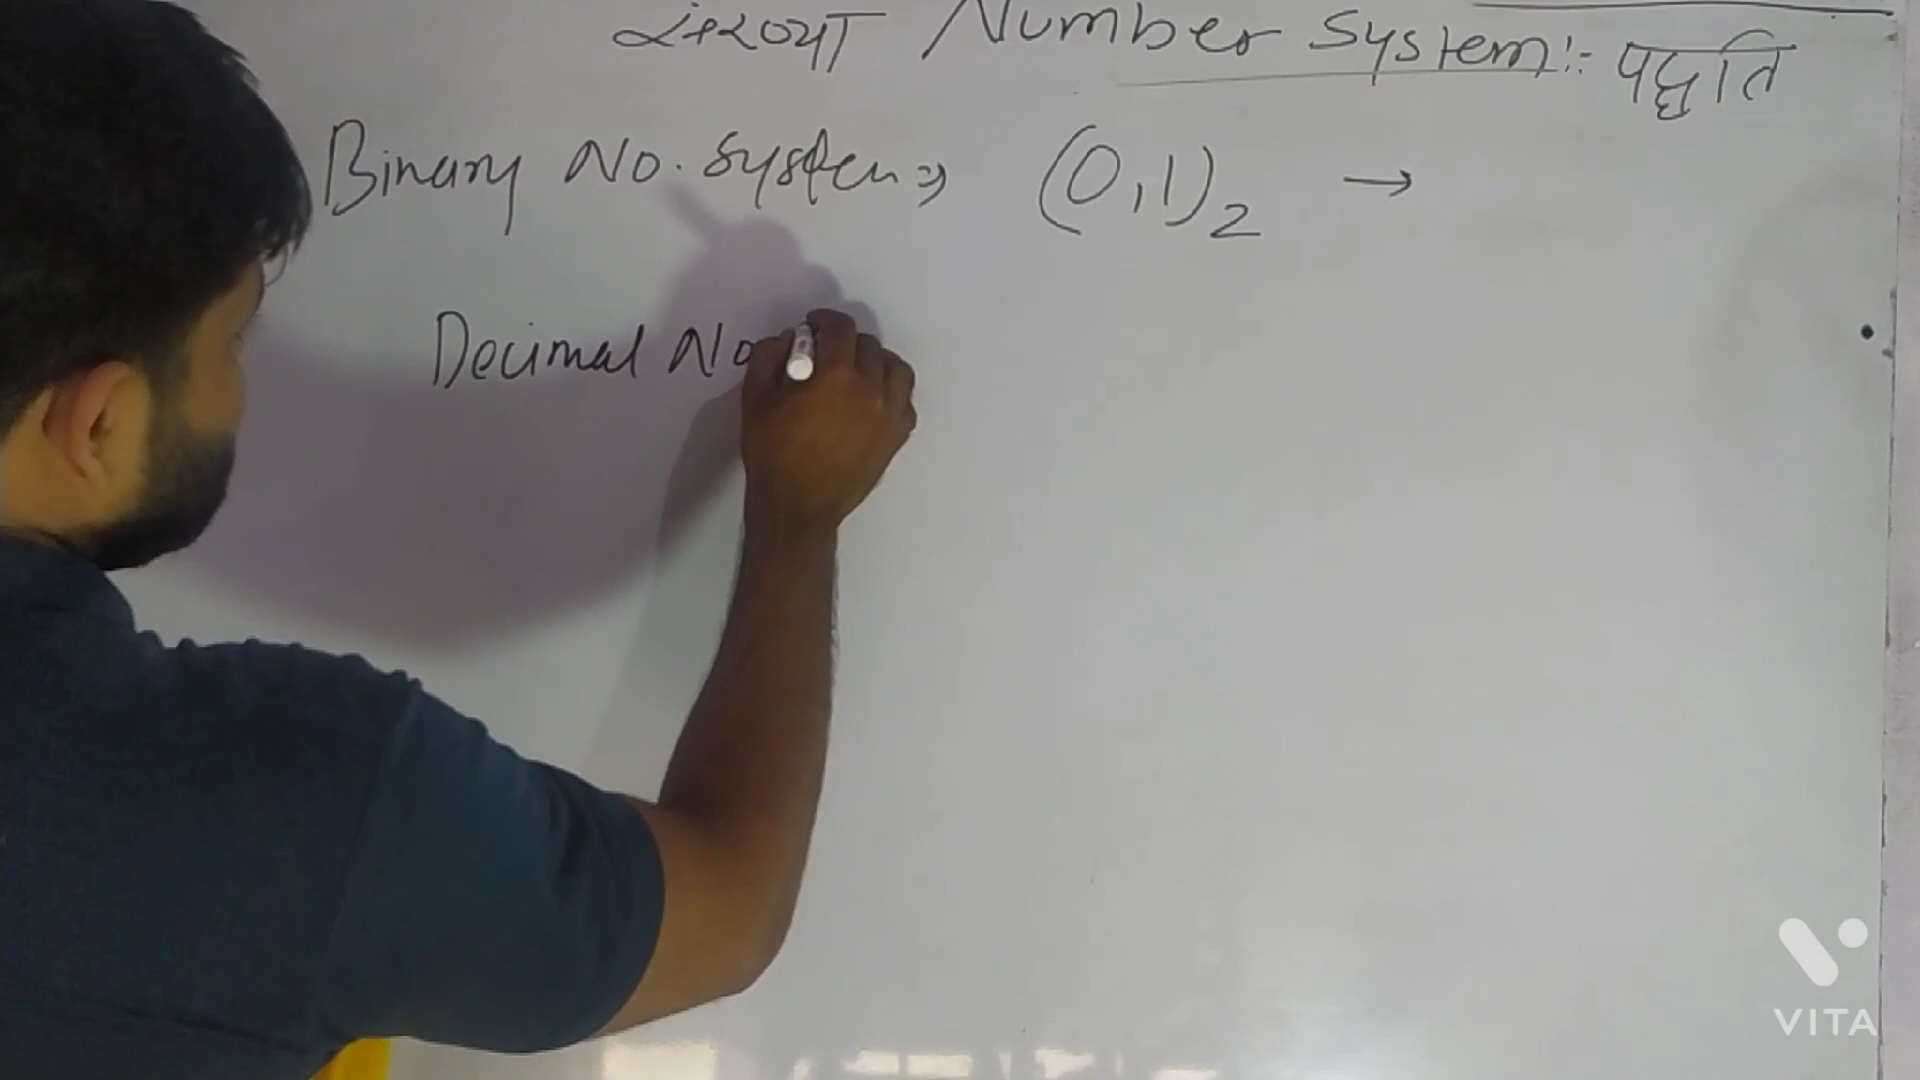 संख्या Number System:- पद्धति
Binary No. System ⇒ (0,1)₂ →
Decimal No
VITA